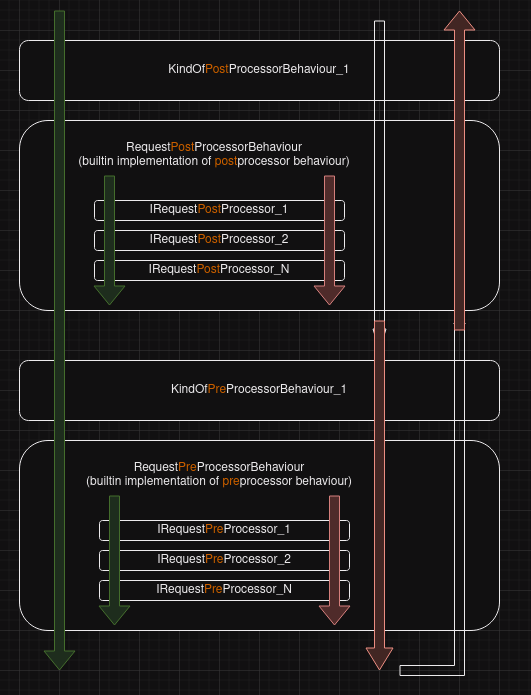 KindOfPostProcessorBehaviour_1
RequestPostProcessorBehaviour
(builtin implementation of postprocessor behaviour)
IRequestPostProcessor_1
IRequestPostProcessor_2
IRequestPostProcessor_N
KindOfPreProcessorBehaviour_1
RequestPreProcessorBehaviour
(builtin implementation of preprocessor behaviour)
IRequestPreProcessor_1
IRequestPreProcessor_2
IRequestPreProcessor_N